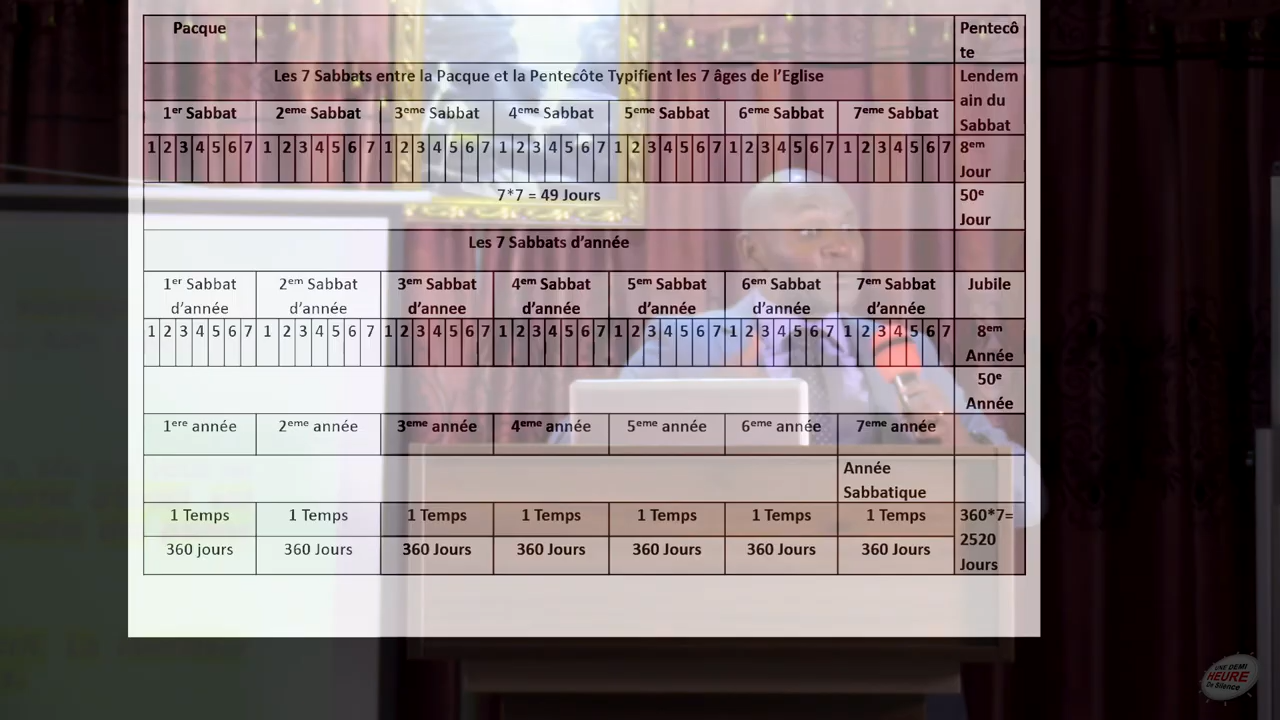 Pacque
Pentecô
te
Les 7 Sabbats entre la Pacque et la Pentecôte Typifient les 7 âges de l'Eglise
Lendem
ain du
Sabbat
1er Sabbat 2eme Sabbat 3eme Sabbat 4eme Sabbat 5eme Sabbat 6eme Sabbat 7eme Sabbat
1 2 3 4 5 6 7 1 2 3 4 5 6 7 1 2 3 4 5 6 7 1 2 3 4 5 6 7 1 2 3 4 5 6 7 1 2 3 4 5 6 7 1 2 3 4 5 6 7
8em
Jour
7*7 = 49 Jours
50e
Jour
Les 7 Sabbats d'année
1er Sabbat 2em Sabbat 3em Sabbat 4em Sabbat 5em Sabbat 6em Sabbat 7em Sabbat Jubile
d'année d'année d'annee d'année d'année d'année d'année
1 2 3 4 5 6 7 1 2 3 4 5 6 7 1 2 3 4 5 6 7 1 2 3 4 5 6 7 1 2 3 4 5 6 7 1 2 3 4 5 6 7 1 2 3 4 5 6 7
8em
Année
50e
Année
1ere année 2eme année 3eme année 4eme année 5eme année 6eme année 7eme année
Année
Sabbatique
1 Temps 1 Temps 1 Temps 1 Temps 1 Temps 1 Temps 1 Temps
360 jours 360 Jours 360 Jours 360 Jours 360 Jours 360 Jours 360 Jours
360*7=
2520
Jours
UNE DEMI
HEURE
De Silence